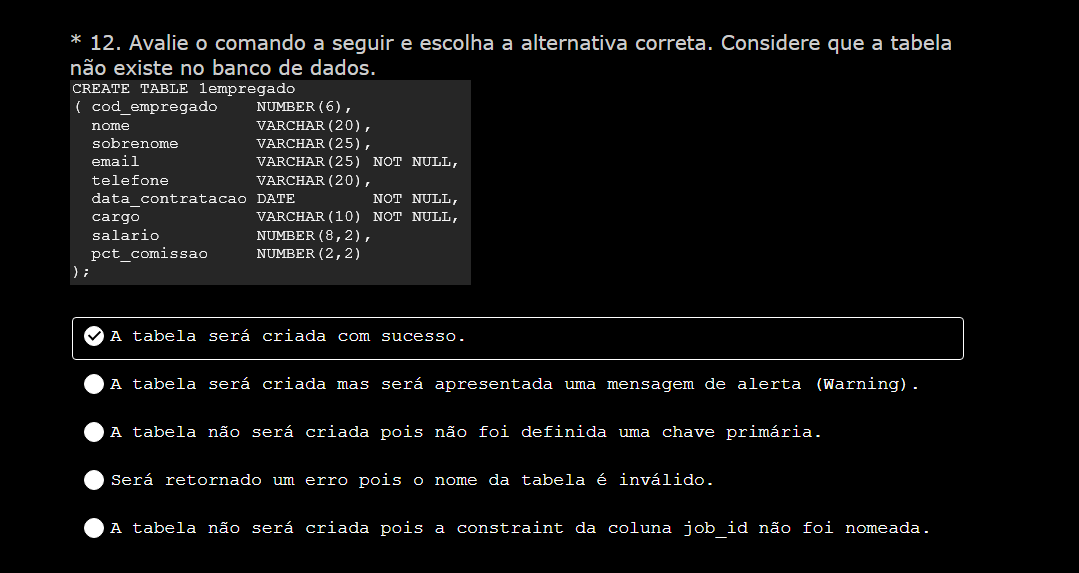 * 12. Avalie o comando a seguir e escolha a alternativa correta. Considere que a tabela
não existe no banco de dados.
CREATE TABLE 1empregado
( cod_empregado    NUMBER(6),
  nome             VARCHAR(20),
  sobrenome        VARCHAR(25),
  email            VARCHAR(25) NOT NULL,
  telefone         VARCHAR(20),
  data_contratacao DATE        NOT NULL,
  cargo            VARCHAR(10) NOT NULL,
  salario          NUMBER(8,2),
  pct_comissao     NUMBER(2,2)
);
A tabela será criada com sucesso.
A tabela será criada mas será apresentada uma mensagem de alerta (Warning).
A tabela não será criada pois não foi definida uma chave primária.
Será retornado um erro pois o nome da tabela é inválido.
A tabela não será criada pois a constraint da coluna job_id não foi nomeada.